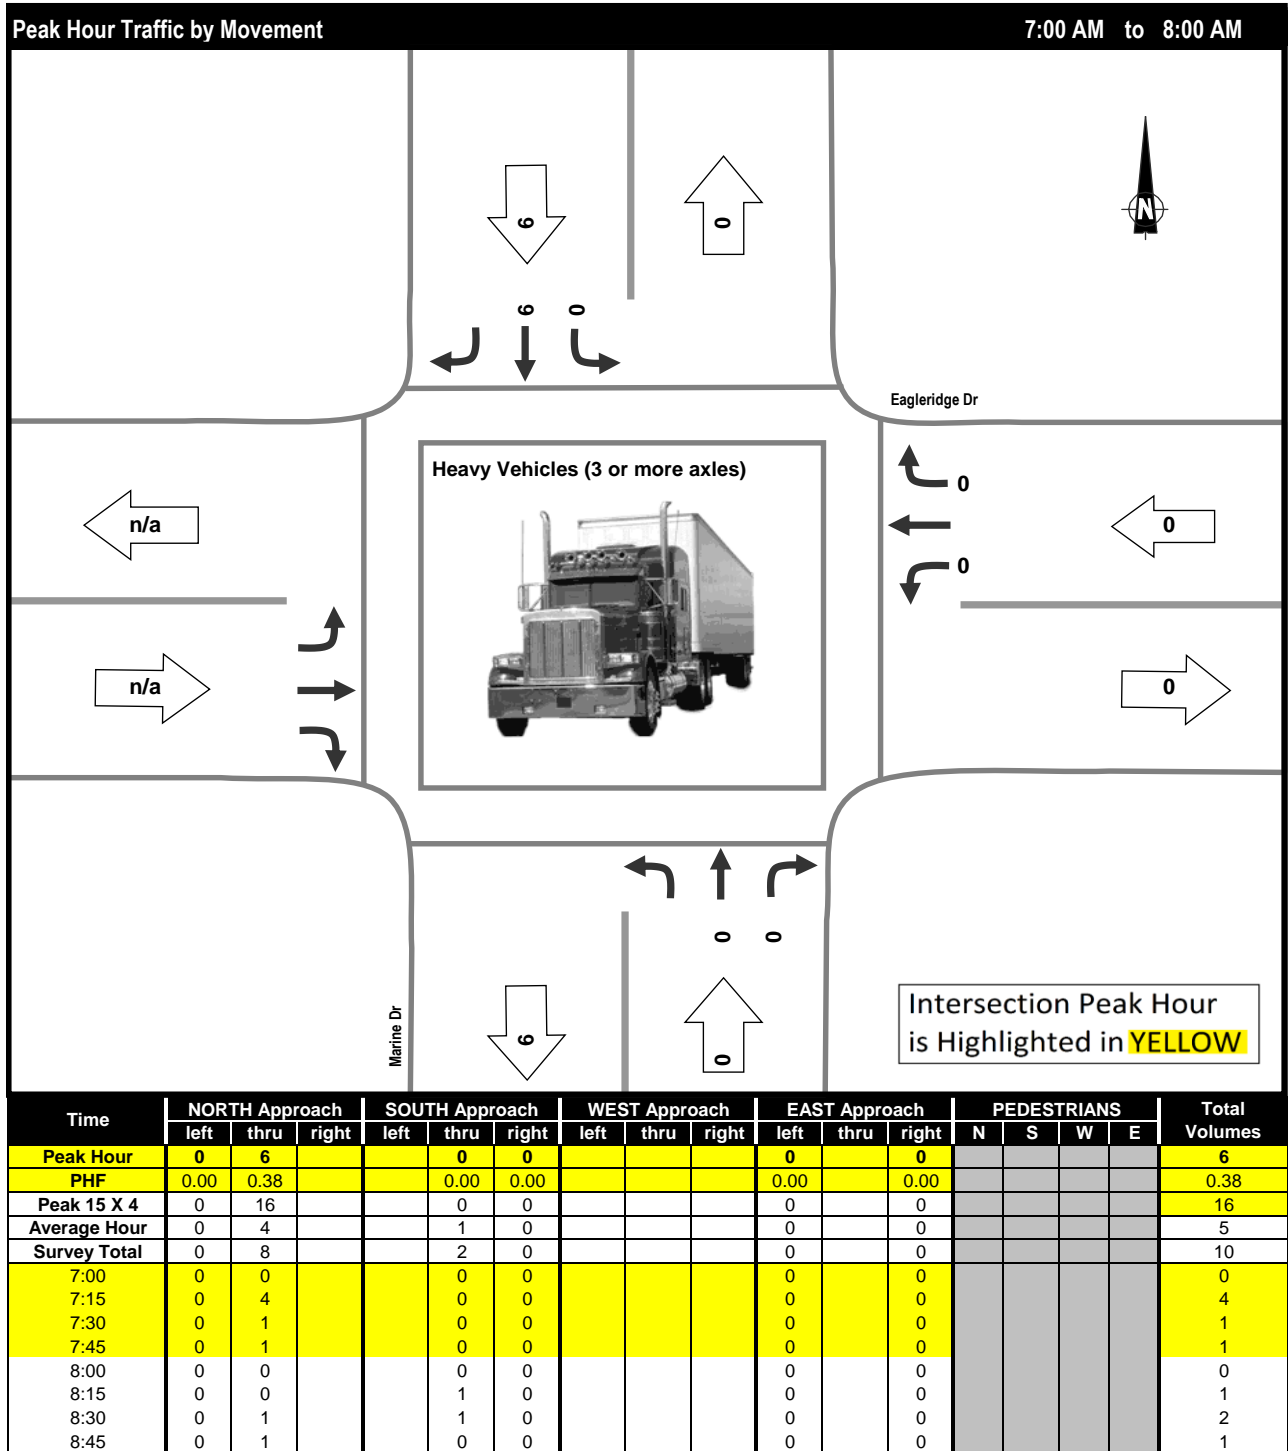 Peak Hour Traffic by Movement 7:00 AM to 8:00 AM
6 0
N
6 0
Eagleridge Dr
Heavy Vehicles (3 or more axles)
0
n/a 0
0
n/a 0
0 0
Marine Dr
6 0
Intersection Peak Hour
is Highlighted in YELLOW
Time NORTH Approach SOUTH Approach WEST Approach EAST Approach PEDESTRIANS Total
left thru right left thru right left thru right left thru right N S W E Volumes
Peak Hour 0 6 0 0 0 0 6
PHF 0.00 0.38 0.00 0.00 0.00 0.00 0.38
Peak 15 X 4 0 16 0 0 0 0 16
Average Hour 0 4 1 0 0 0 5
Survey Total 0 8 2 0 0 0 10
7:00 0 0 0 0 0 0 0
7:15 0 4 0 0 0 0 4
7:30 0 1 0 0 0 0 1
7:45 0 1 0 0 0 0 1
8:00 0 0 0 0 0 0 0
8:15 0 0 1 0 0 0 1
8:30 0 1 1 0 0 0 2
8:45 0 1 0 0 0 0 1